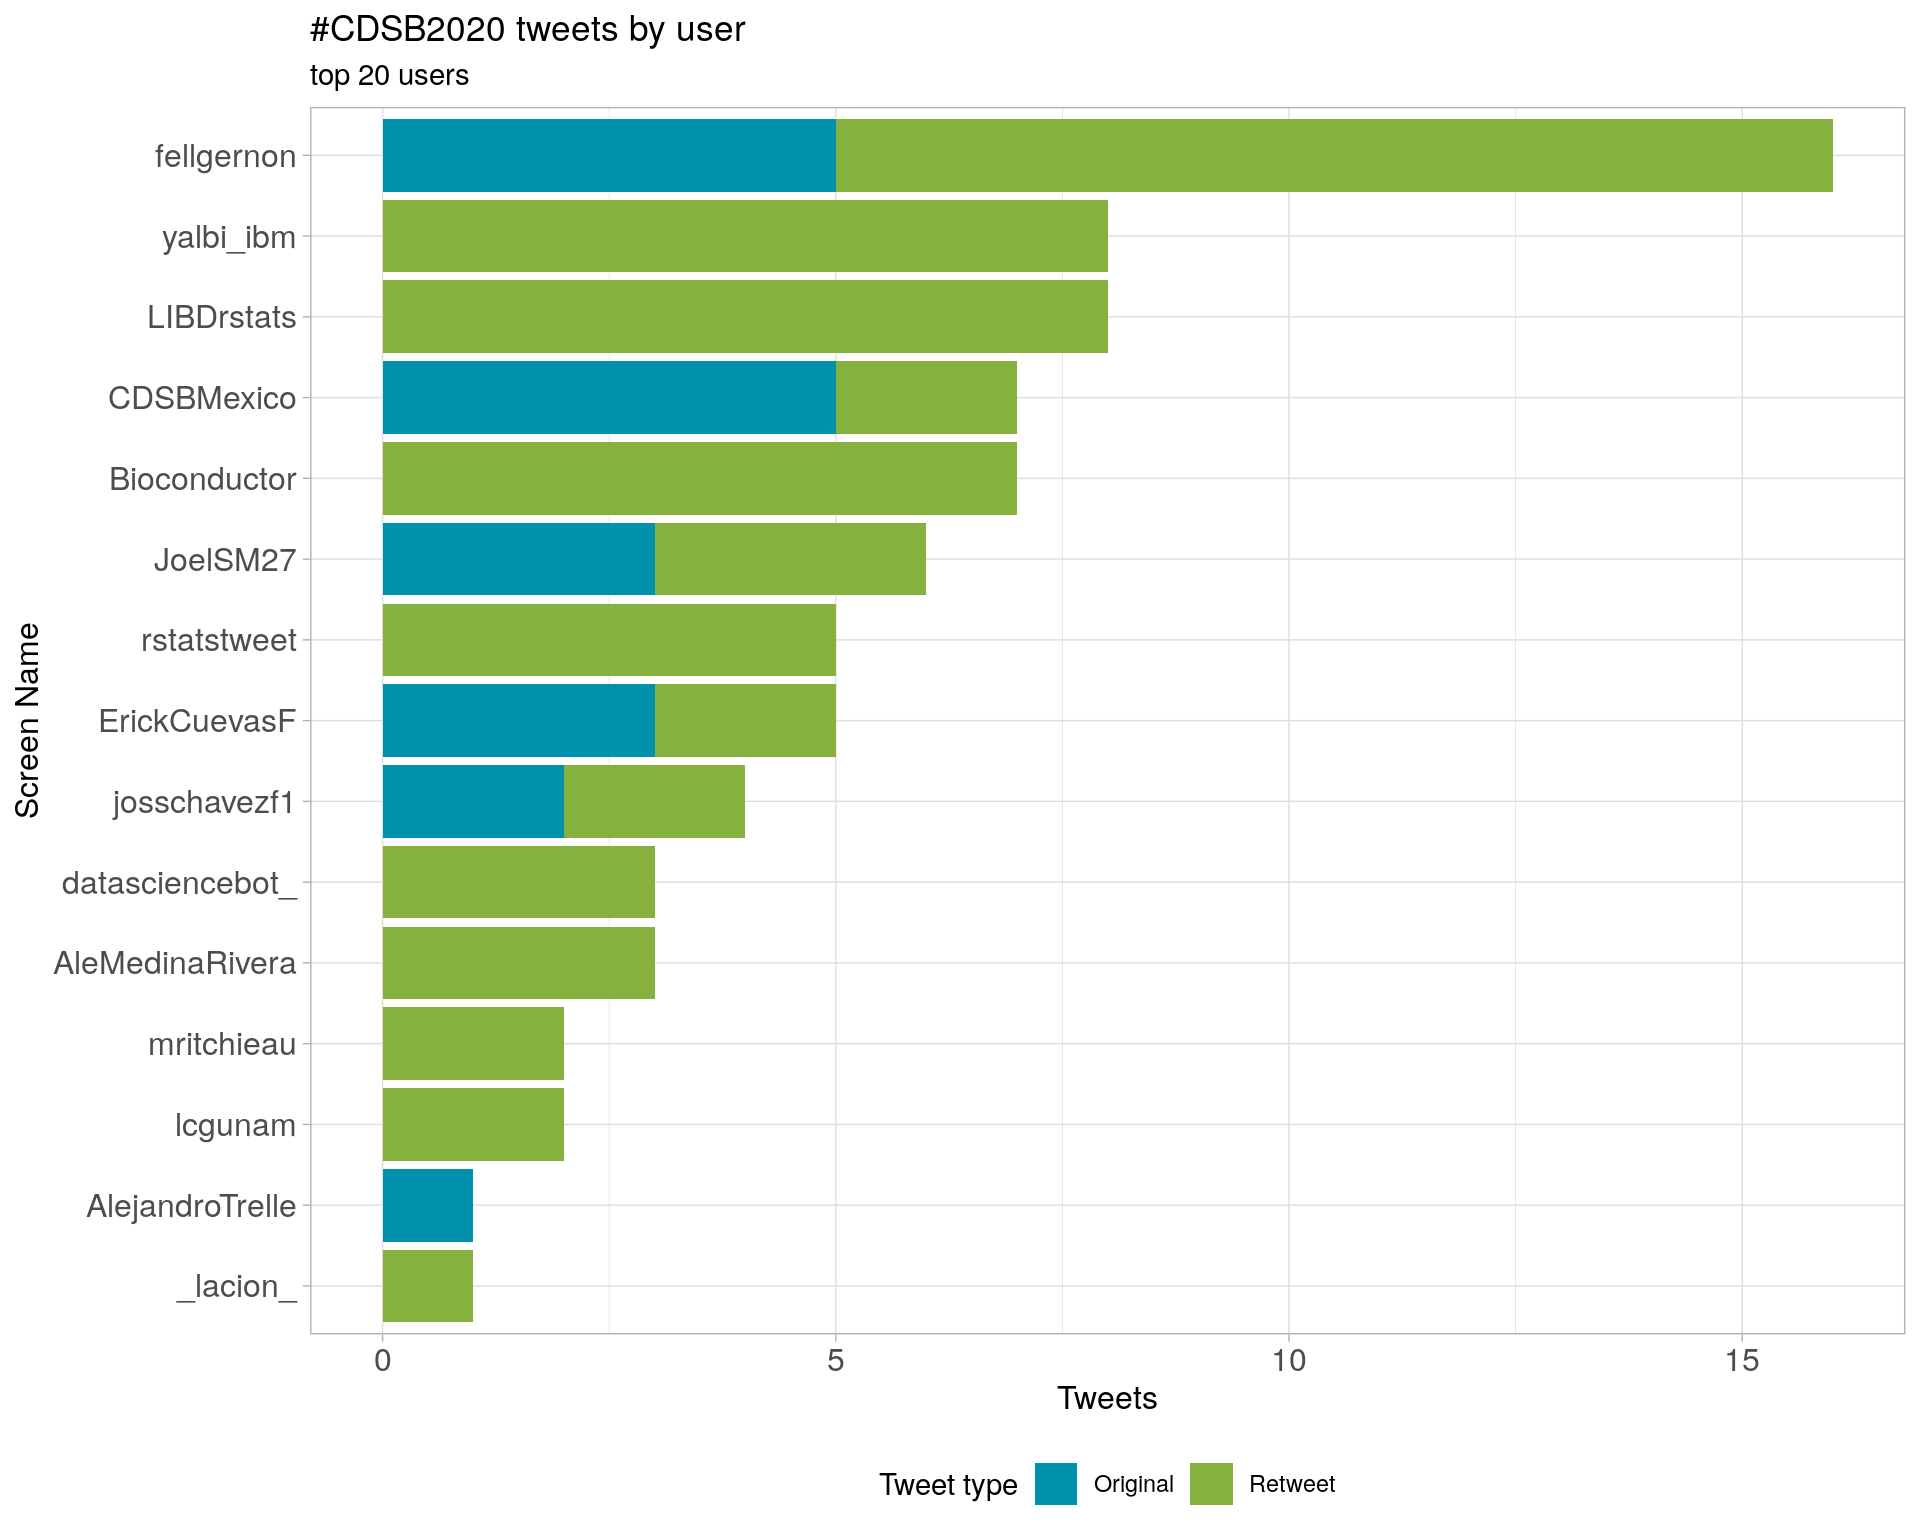 #CDSB2020 tweets by user
top 20 users
Screen Name
fellgernon
yalbi_ibm
LIBDrstats
CDSBMexico
Bioconductor
JoelSM27
rstatstweet
ErickCuevasF
josschavezf1
datasciencebot_
AleMedinaRivera
mritchieau
lcgunam
AlejandroTrelle
_lacion_
0 5 10 15
Tweets
Tweet type Original Retweet